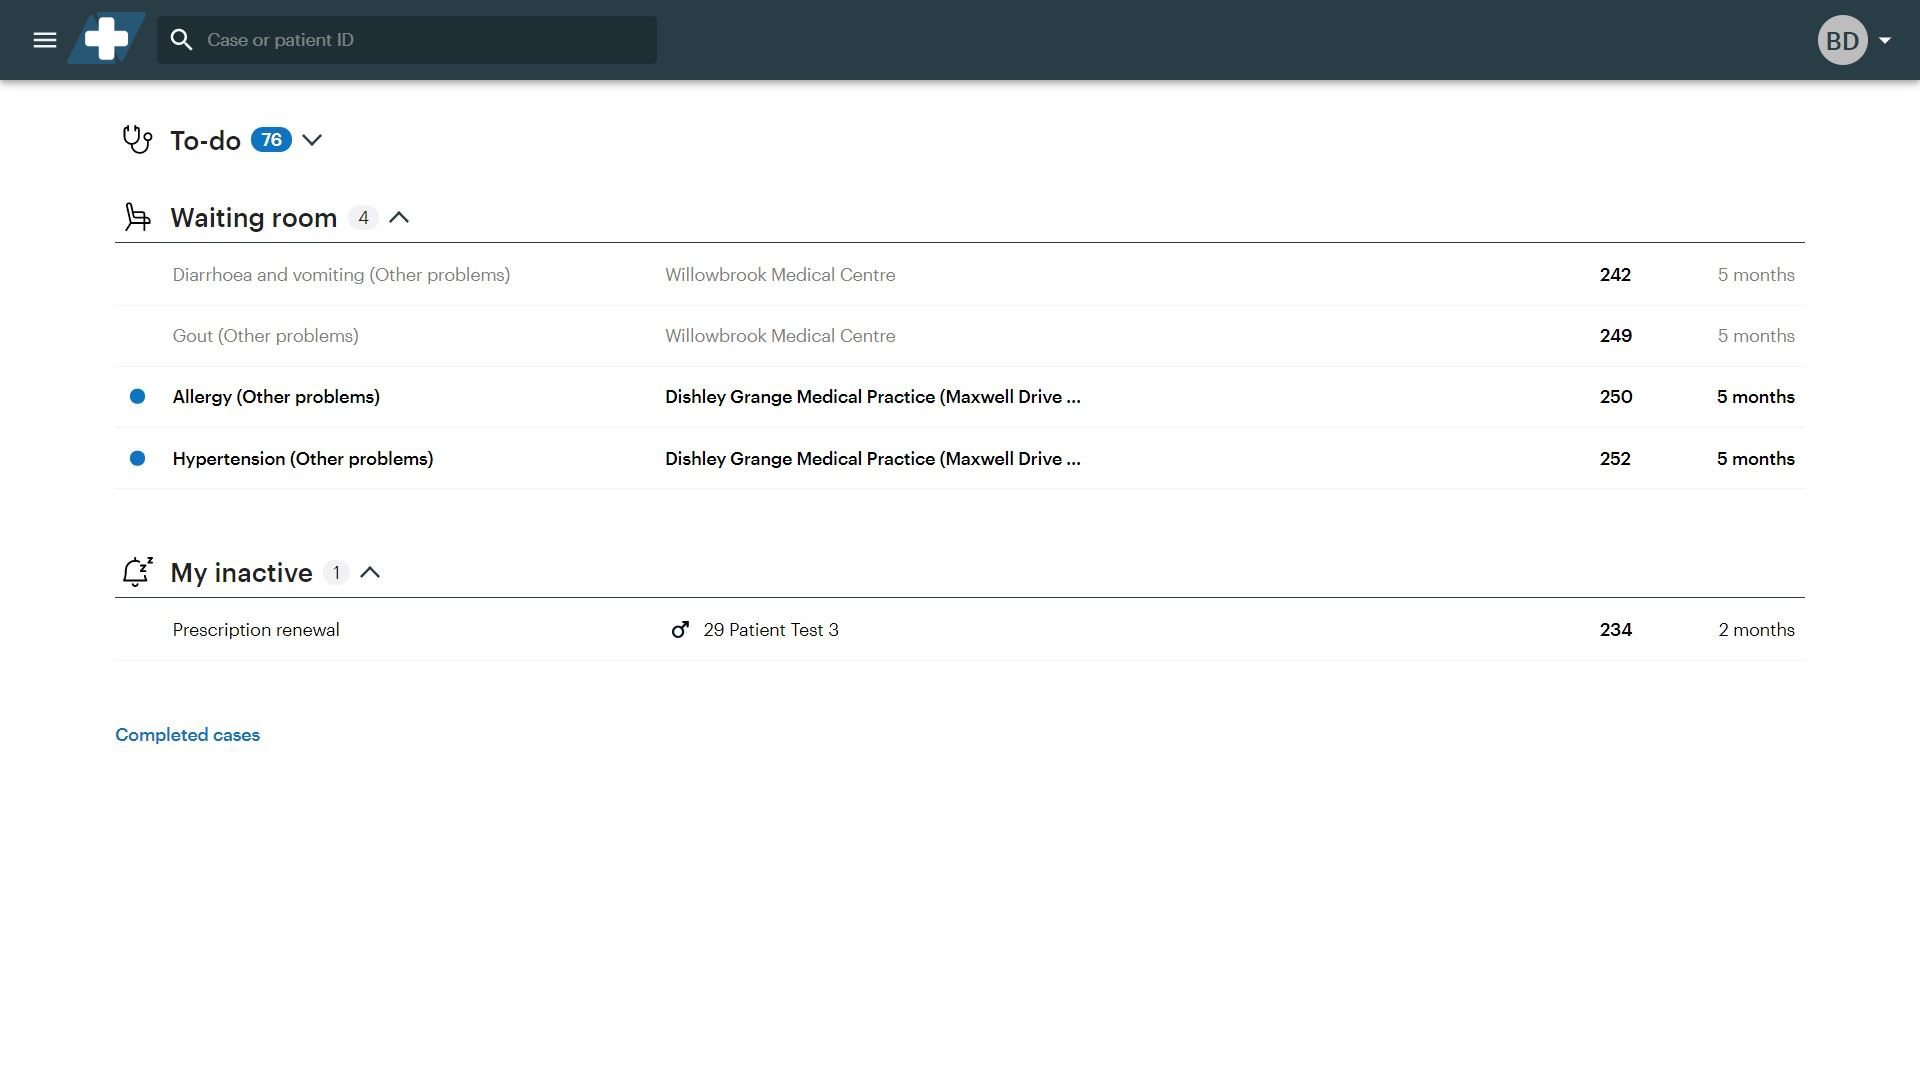 Case or patient ID
BD
To-do 76
Waiting room 4
Diarrhoea and vomiting (Other problems) Willowbrook Medical Centre 242 5 months
Gout (Other problems) Willowbrook Medical Centre 249 5 months
Allergy (Other problems) Dishley Grange Medical Practice (Maxwell Drive ... 250 5 months
Hypertension (Other problems) Dishley Grange Medical Practice (Maxwell Drive ... 252 5 months
My inactive 1
Prescription renewal 29 Patient Test 3 234 2 months
Completed cases